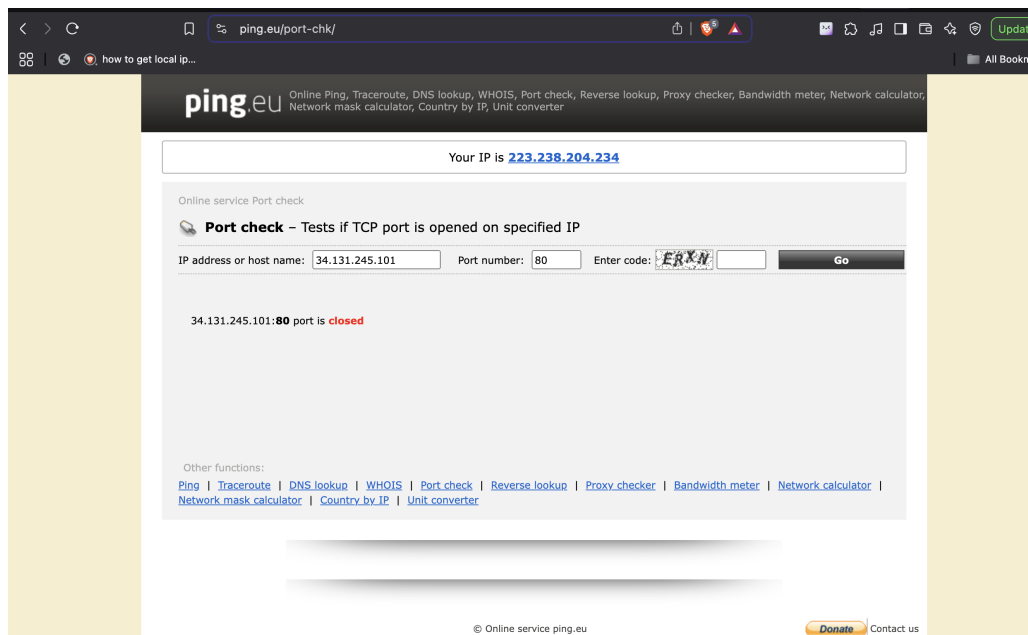 ping.eu/port-chk/
5
Updat
how to get local ip...
All Bookn
ping.eu
Online Ping, Traceroute, DNS lookup, WHOIS, Port check, Reverse lookup, Proxy checker, Bandwidth meter, Network calculator,
Network mask calculator, Country by IP, Unit converter
Your IP is 223.238.204.234
Online service Port check
Port check – Tests if TCP port is opened on specified IP
IP address or host name: 34.131.245.101 Port number: 80 Enter code: ERXN Go
34.131.245.101:80 port is closed
Other functions:
Ping | Traceroute | DNS lookup | WHOIS | Port check | Reverse lookup | Proxy checker | Bandwidth meter | Network calculator |
Network mask calculator | Country by IP | Unit converter
© Online service ping.eu
Donate Contact us